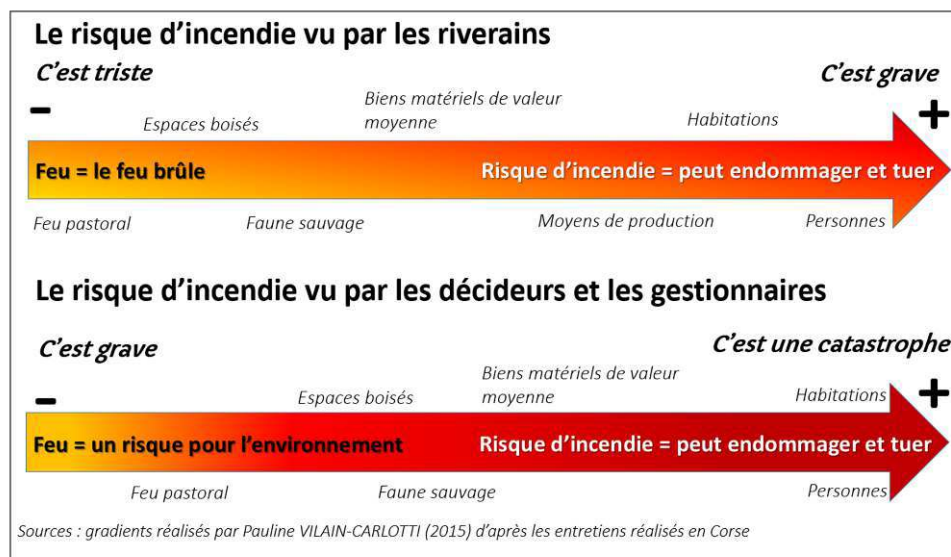 Le risque d'incendie vu par les riverains
C'est triste
C'est grave
−
+
Biens matériels de valeur
moyenne
Espaces boisés
Habitations
Feu = le feu brûle
Risque d'incendie = peut endommager et tuer
Feu pastoral
Faune sauvage
Moyens de production
Personnes
Le risque d'incendie vu par les décideurs et les gestionnaires
C'est grave
C'est une catastrophe
−
+
Biens matériels de valeur
moyenne
Espaces boisés
Habitations
Feu = un risque pour l'environnement
Risque d'incendie = peut endommager et tuer
Feu pastoral
Faune sauvage
Personnes
Sources : gradients réalisés par Pauline VILAIN-CARLOTTI (2015) d'après les entretiens réalisés en Corse